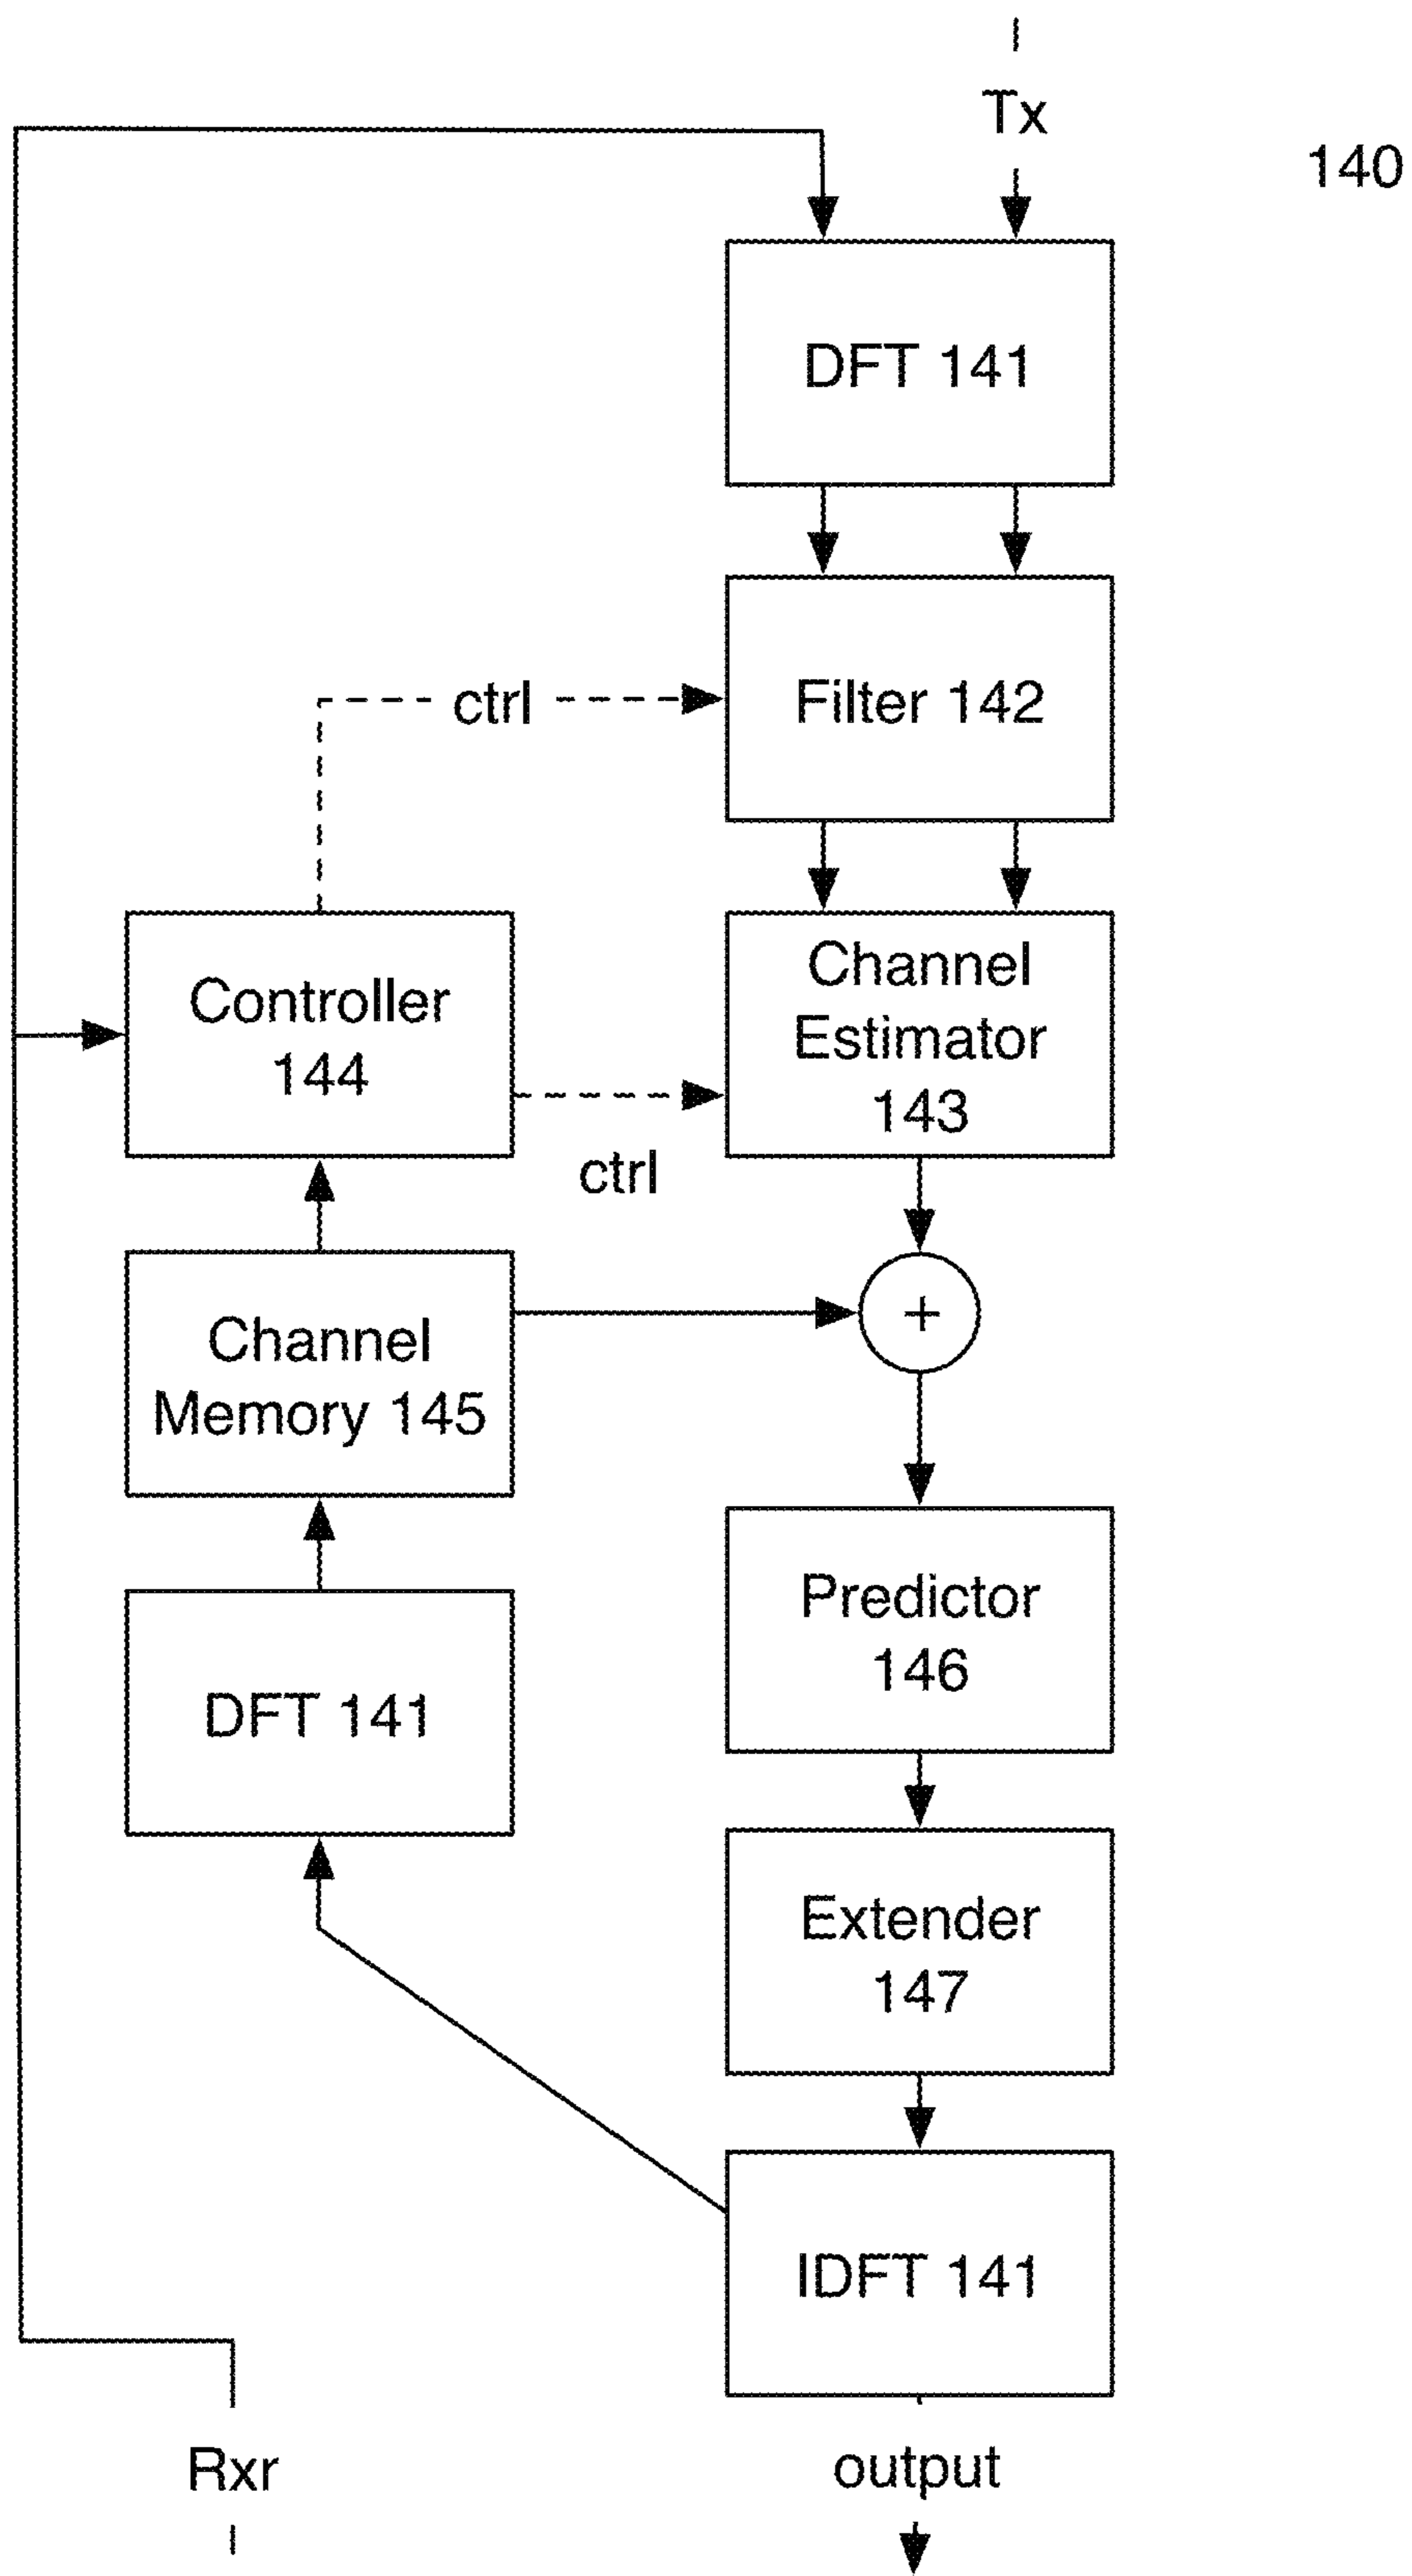 Tx
140
DFT 141
ctrl
Filter 142
Controller
144
Channel
Estimator
143
ctrl
+
Channel
Memory 145
Predictor
146
DFT 141
Extender
147
IDFT 141
Rxr
output